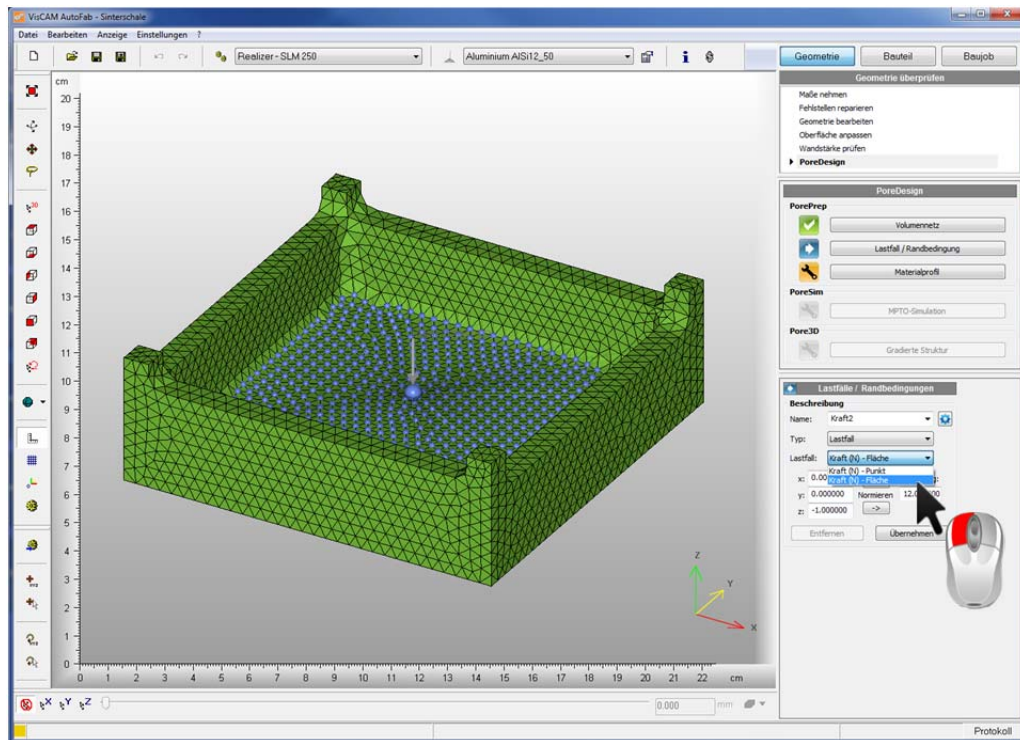 VisCAM AutoFab - Sinterschale
Datei Bearbeiten Anzeige Einstellungen ?
Realizer - SLM 250 Aluminium AlSi12_50
Geometrie Bauteil Baujob
Geometrie überprüfen
Maße nehmen
Fehlstellen reparieren
Geometrie bearbeiten
Oberfläche anpassen
Wandstärke prüfen
PoreDesign
PoreDesign
PorePrep
Volumennetz
Lastfall / Randbedingung
Materialprofil
PoreSim
MPTO-Simulation
Pore3D
Gradierte Struktur
Lastfälle / Randbedingungen
Beschreibung
Name: Kraft2
Typ: Lastfall
Lastfall: Kraft (N) - Fläche
Kraft (N) - Punkt
Kraft (N) - Fläche
x: 0.00
y: 0.000000 Normieren
z: -1.000000 ->
Entfernen Übernehmen
cm
20
19
18
17
16
15
14
13
12
11
10
9
8
7
6
5
4
3
2
1
0
0 1 2 3 4 5 6 7 8 9 10 11 12 13 14 15 16 17 18 19 20 21 22 cm
Z
Y
X
3D
X Y Z 0.000 mm
Protokoll